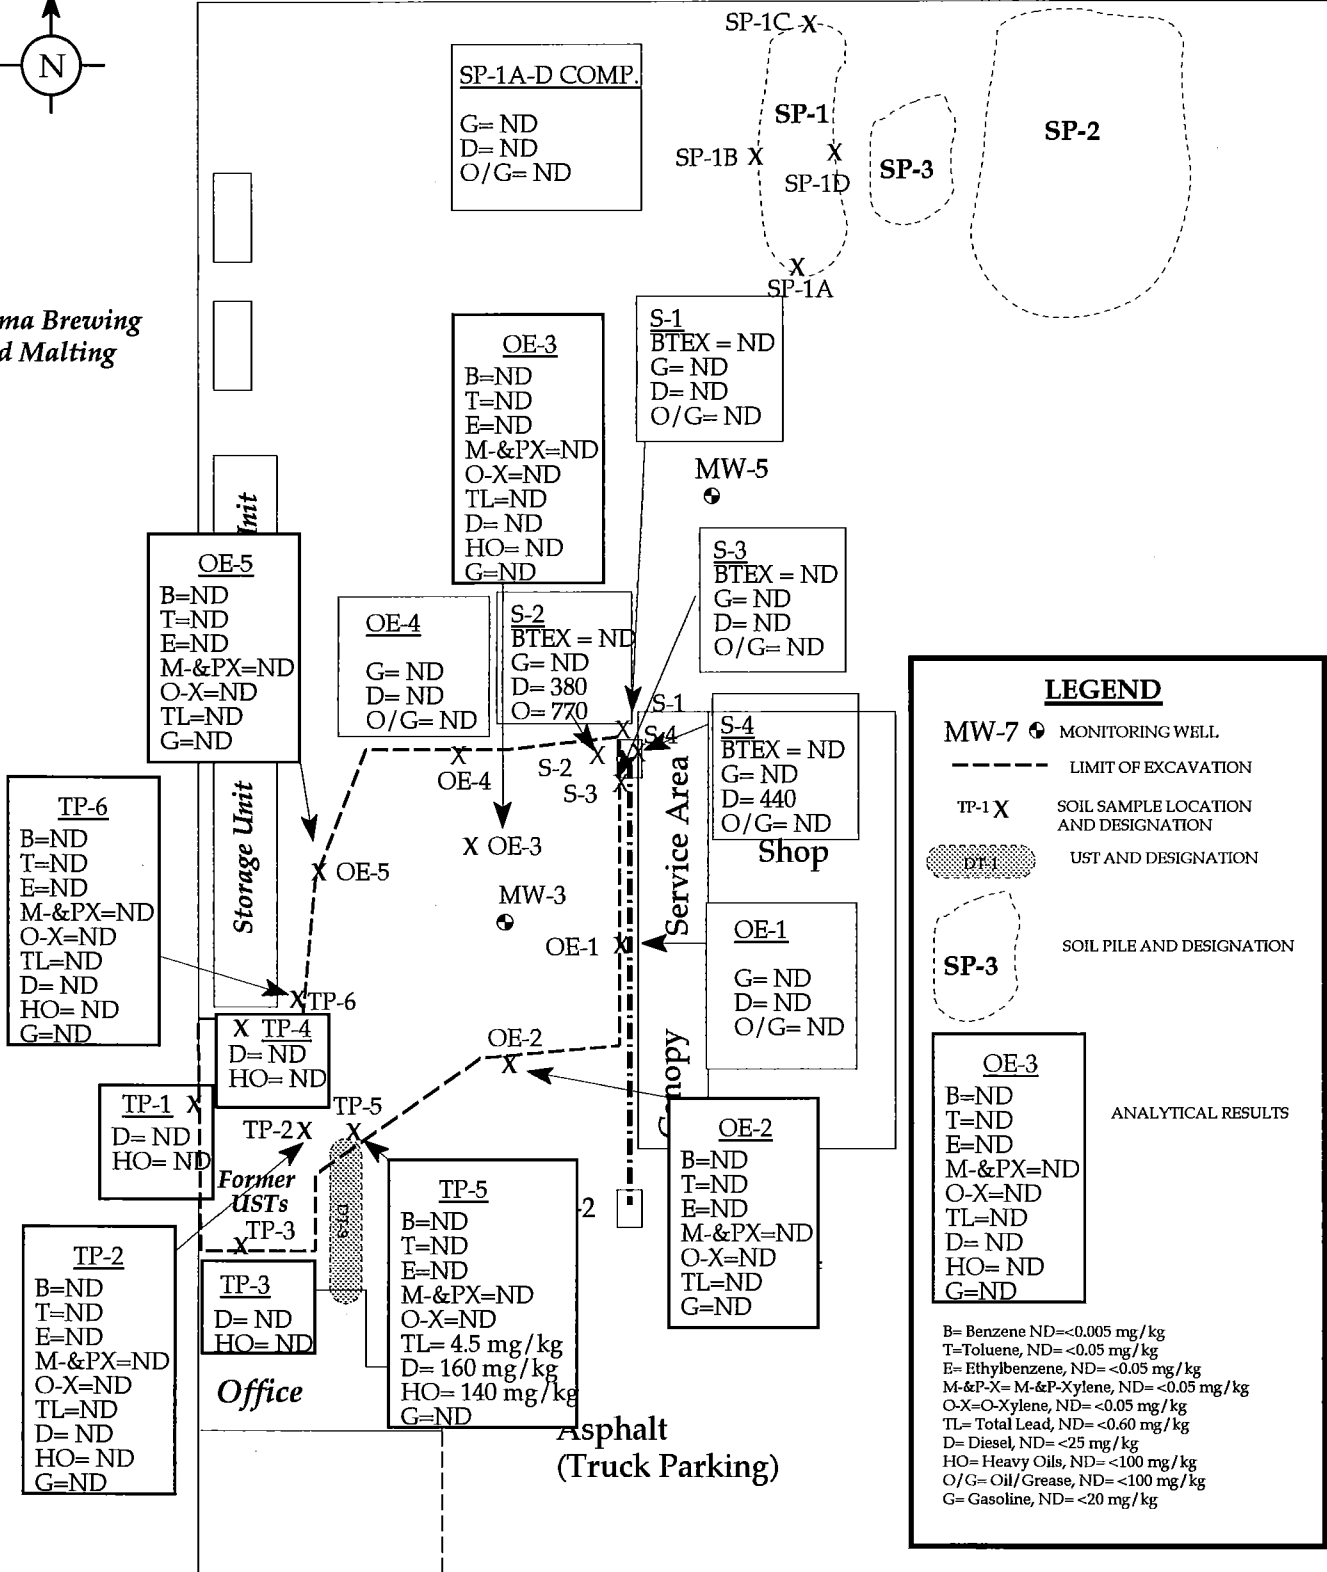 N
SP-1C X
SP-1A-D COMP.
G= ND
D= ND
O/G= ND
SP-1
SP-1B X
X
SP-1D
X
SP-1A
SP-3
SP-2
ma Brewing
d Malting
OE-3
B=ND
T=ND
E=ND
M-&PX=ND
O-X=ND
TL=ND
D= ND
HO= ND
G=ND
S-1
BTEX = ND
G= ND
D= ND
O/G= ND
MW-5
S-3
BTEX = ND
G= ND
D= ND
O/G= ND
Init
Storage Unit
OE-5
B=ND
T=ND
E=ND
M-&PX=ND
O-X=ND
TL=ND
G=ND
OE-4
G= ND
D= ND
O/G= ND
S-2
BTEX = ND
G= ND
D= 380
O= 770
S-1
X
S-4
X
S-2
X
S-3
X
X
OE-4
S-4
BTEX = ND
G= ND
D= 440
O/G= ND
Shop
Service Area
X OE-3
X OE-5
MW-3
OE-1 X
OE-1
G= ND
D= ND
O/G= ND
TP-6
B=ND
T=ND
E=ND
M-&PX=ND
O-X=ND
TL=ND
D= ND
HO= ND
G=ND
X TP-6
X TP-4
D= ND
HO= ND
OE-2
X
nopy
TP-1 X
D= ND
HO= ND
TP-5
X
TP-2 X
Former
USTs
TP-3
X
OE-2
B=ND
T=ND
E=ND
M-&PX=ND
O-X=ND
TL=ND
G=ND
-2
TP-5
B=ND
T=ND
E=ND
M-&PX=ND
O-X=ND
TL= 4.5 mg/kg
D= 160 mg/kg
HO= 140 mg/kg
G=ND
TP-2
B=ND
T=ND
E=ND
M-&PX=ND
O-X=ND
TL=ND
D= ND
HO= ND
G=ND
TP-3
D= ND
HO= ND
Office
Asphalt
(Truck Parking)
LEGEND
MW-7 MONITORING WELL
LIMIT OF EXCAVATION
TP-1 X SOIL SAMPLE LOCATION
AND DESIGNATION
DT-1 UST AND DESIGNATION
SP-3 SOIL PILE AND DESIGNATION
OE-3
B=ND
T=ND
E=ND
M-&PX=ND
O-X=ND
TL=ND
D= ND
HO= ND
G=ND
ANALYTICAL RESULTS
B= Benzene ND=<0.005 mg/kg
T=Toluene, ND= <0.05 mg/kg
E= Ethylbenzene, ND= <0.05 mg/kg
M-&P-X= M-&P-Xylene, ND= <0.05 mg/kg
O-X=O-Xylene, ND= <0.05 mg/kg
TL= Total Lead, ND= <0.60 mg/kg
D= Diesel, ND= <25 mg/kg
HO= Heavy Oils, ND= <100 mg/kg
O/G= Oil/Grease, ND= <100 mg/kg
G= Gasoline, ND= <20 mg/kg